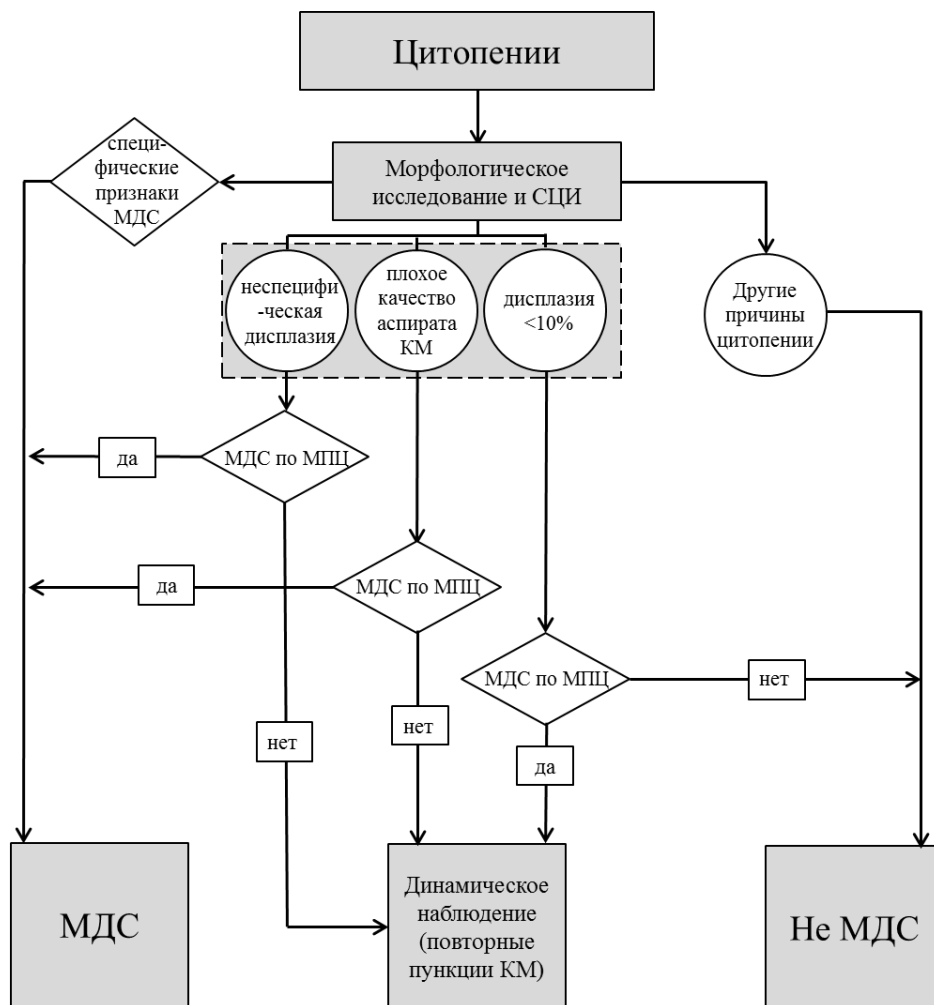 Цитопении
специ-
фические
признаки
МДС
Морфологическое
исследование и СЦИ
неспецифи
-ческая
дисплазия
плохое
качество
аспирата
КМ
дисплазия
<10%
Другие
причины
цитопении
да
МДС по МПЦ
да
МДС по МПЦ
МДС по МПЦ
нет
нет
нет
да
МДС
Динамическое
наблюдение
(повторные
пункции КМ)
Не МДС